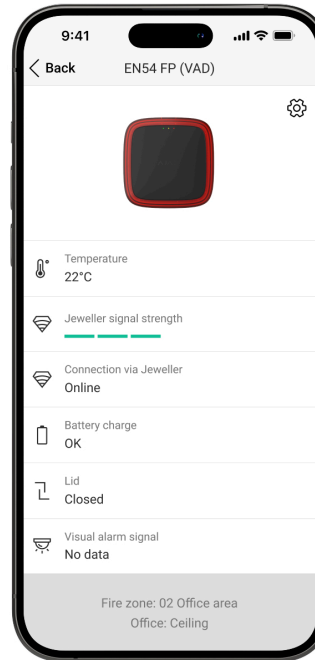 9:41
Back EN54 FP (VAD)
Temperature
22°C
Jeweller signal strength
Connection via Jeweller
Online
Battery charge
OK
Lid
Closed
Visual alarm signal
No data
Fire zone: 02 Office area
Office: Ceiling